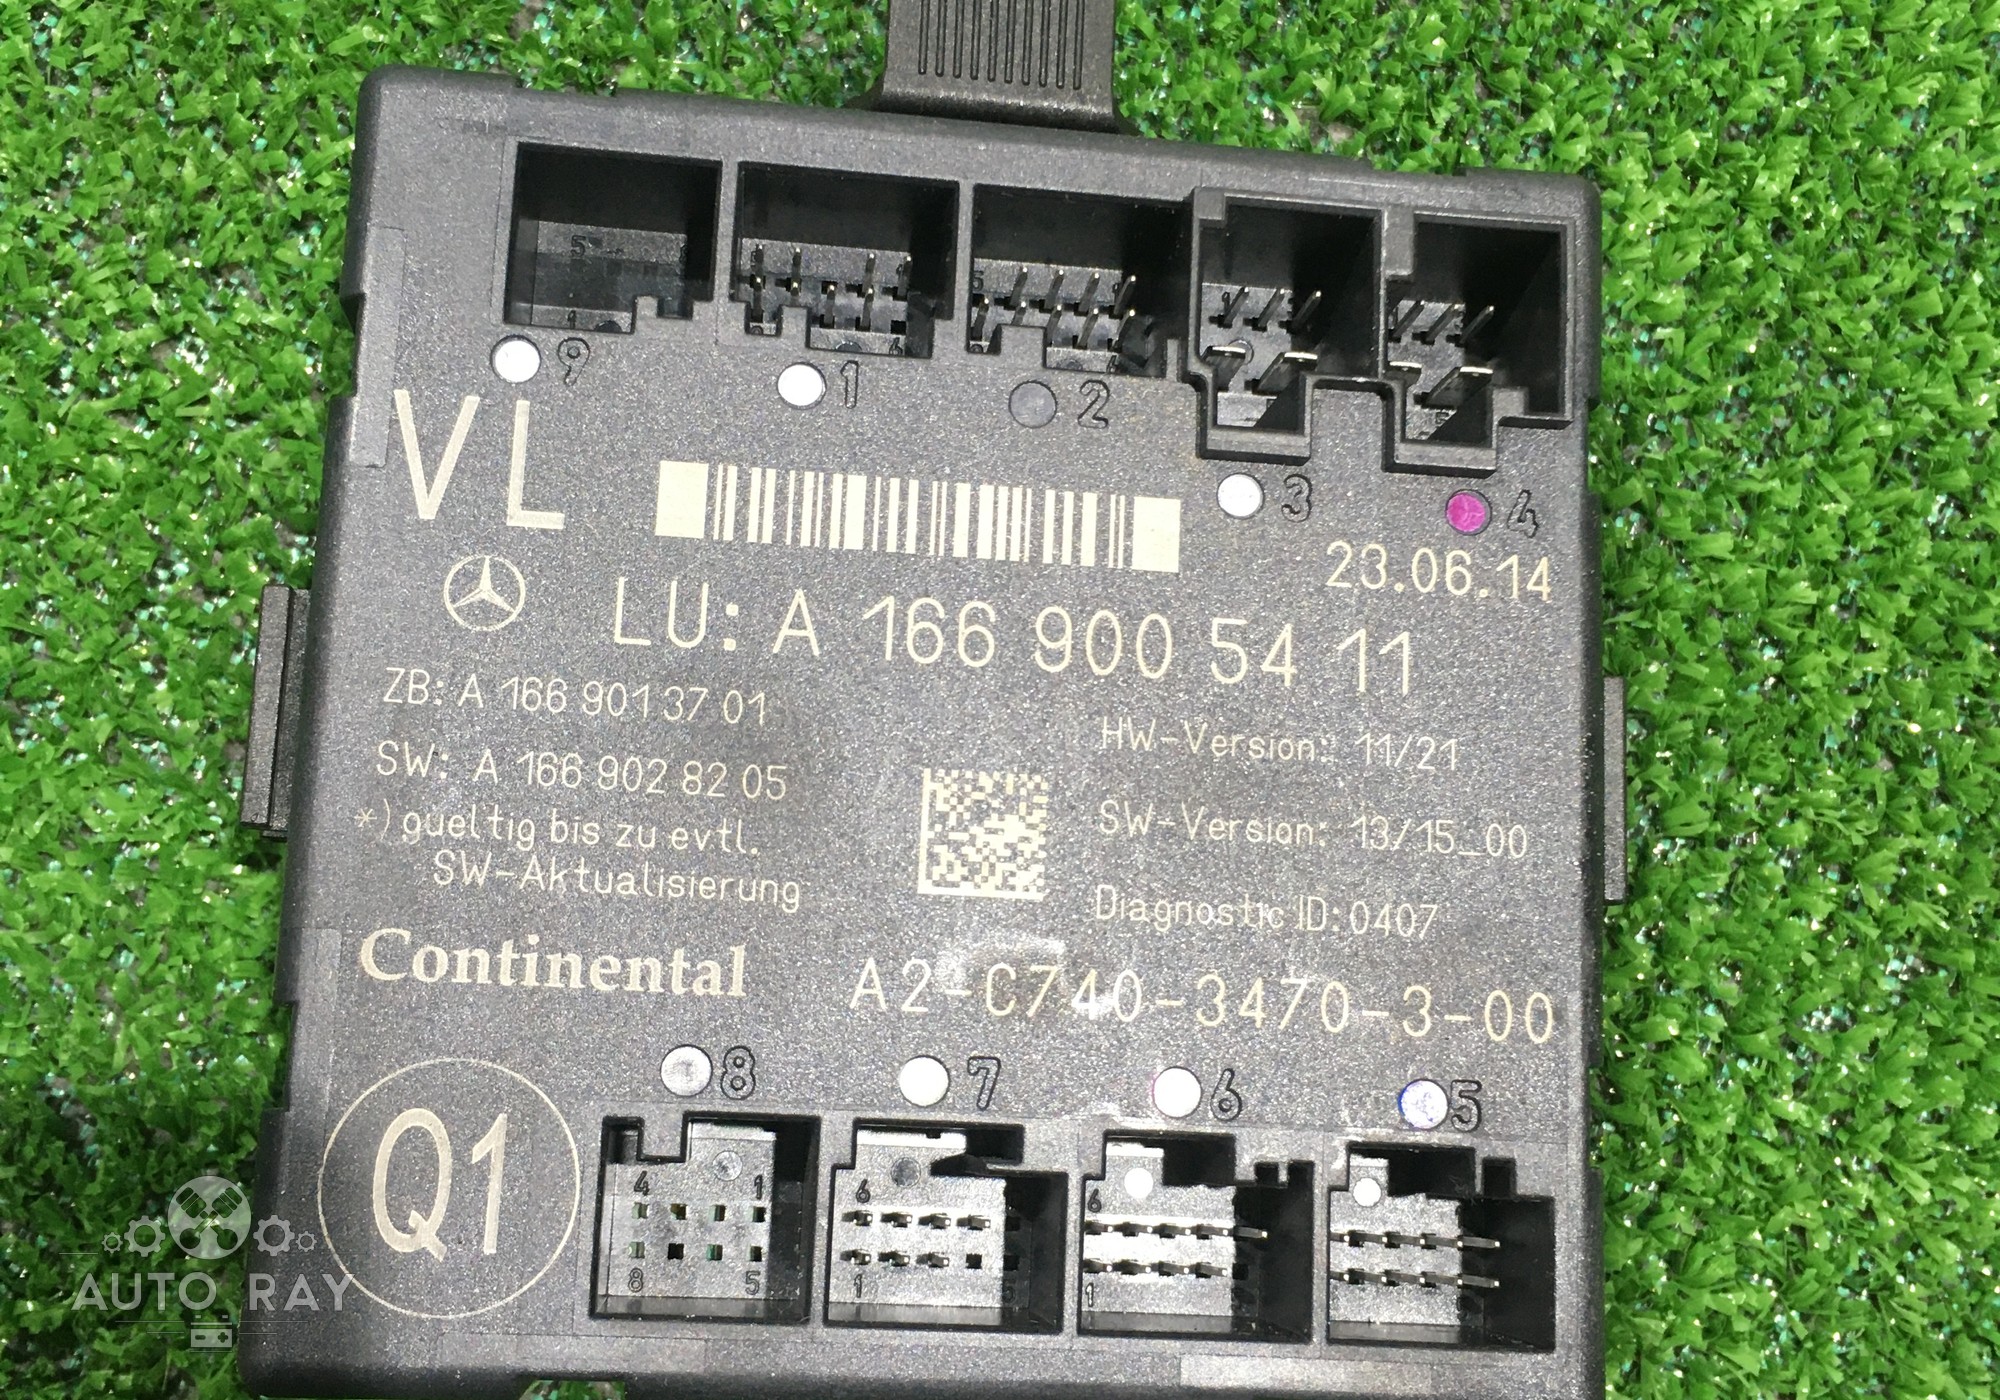 9 1 2 3 4
VL
23.06.14
LU: A 166 900 54 11
ZB: A 166 901 37 01
HW-Version: 11/21
SW: A 166 902 82 05
SW-Version: 13/15_00
*) gueltig bis zu evtl.
SW-Aktualisierung
Diagnostic ID: 0407
Continental
A2-C740-3470-3-00
8 7 6 5
Q1
4 1 6 6
8 5 1 1
AUTO RAY